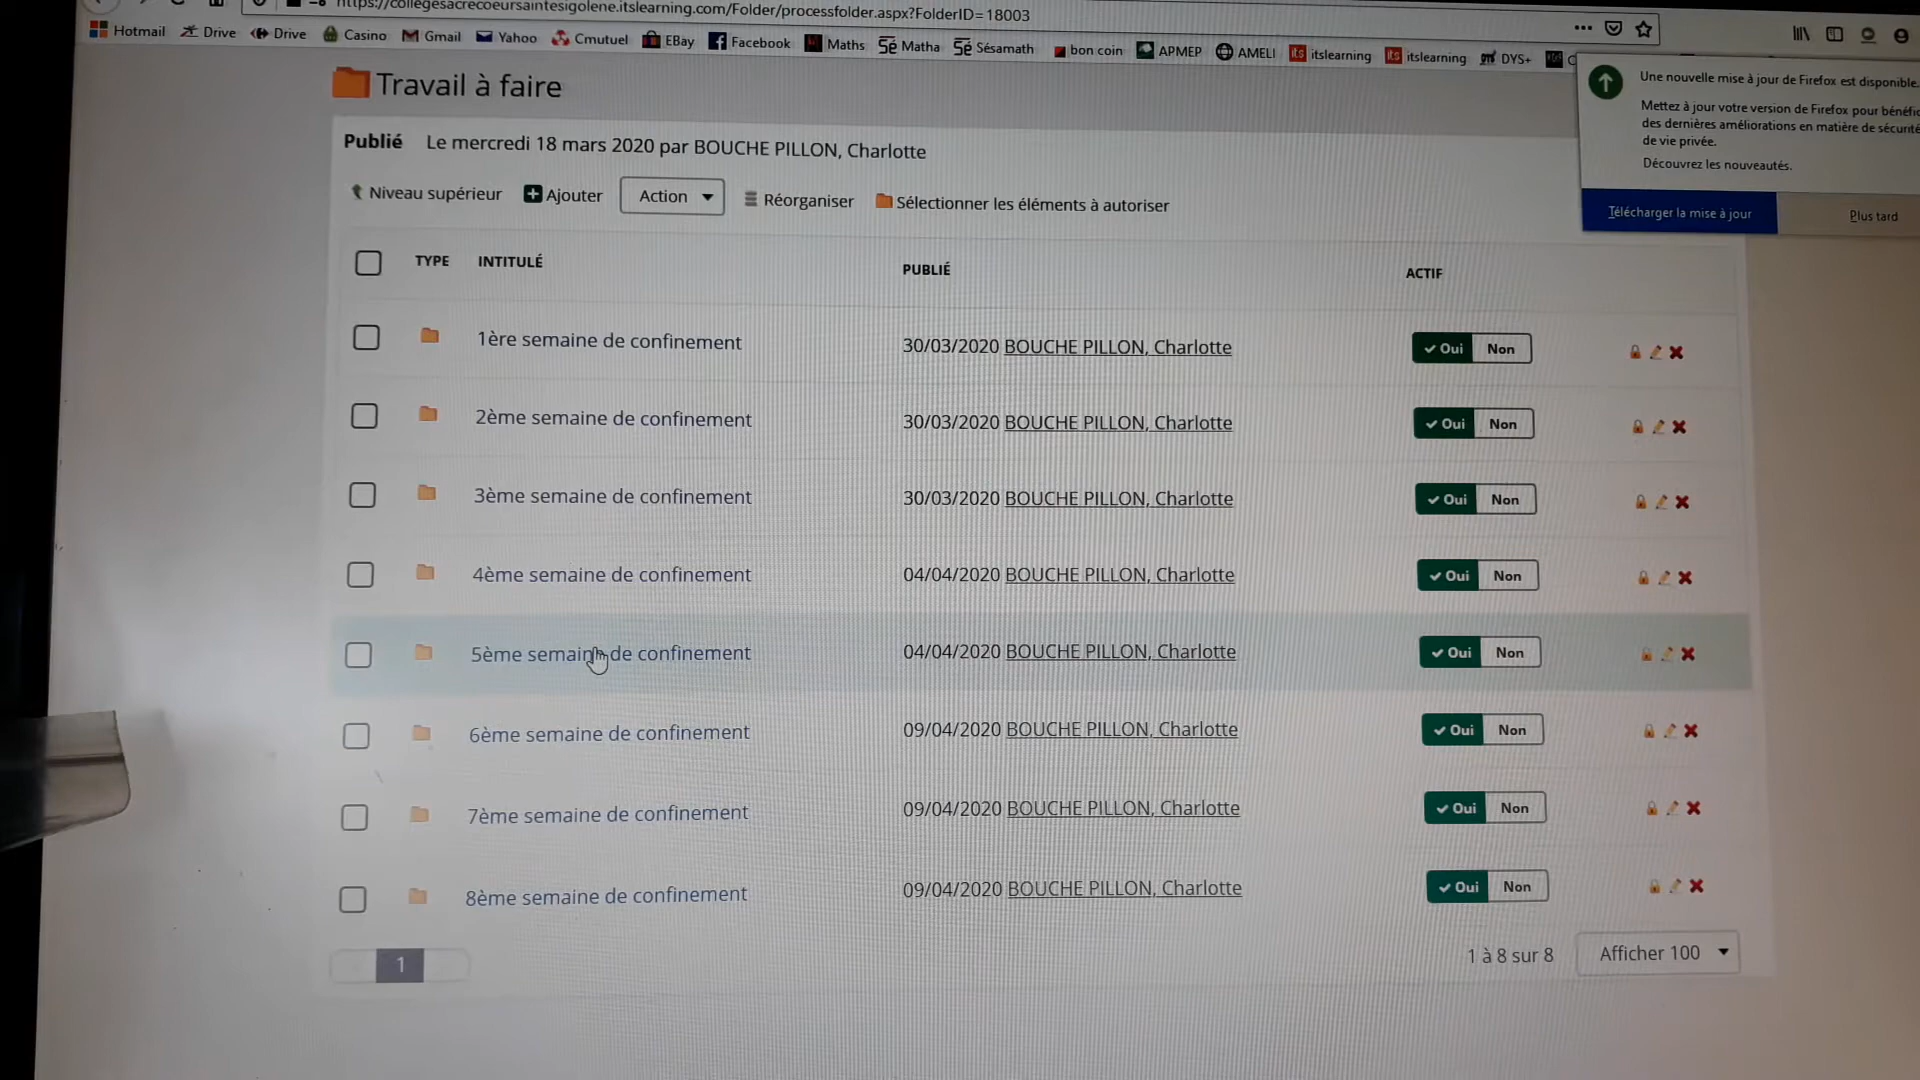 https://collegesacrecoeursaintesigolene.itslearning.com/Folder/processfolder.aspx?FolderID=18003
Hotmail Drive Drive Casino Gmail Yahoo Cmutuel EBay Facebook Maths Sé Matha Sé Sésamath bon coin APMEP AMELI its itslearning its itslearning DYS+
Une nouvelle mise à jour de Firefox est disponible.
Mettez à jour votre version de Firefox pour bénéfic
des dernières améliorations en matière de sécurité
de vie privée.
Découvrez les nouveautés.
Télécharger la mise à jour Plus tard
Travail à faire
Publié Le mercredi 18 mars 2020 par BOUCHE PILLON, Charlotte
Niveau supérieur Ajouter Action Réorganiser Sélectionner les éléments à autoriser
TYPE INTITULÉ PUBLIÉ ACTIF
1ère semaine de confinement 30/03/2020 BOUCHE PILLON, Charlotte Oui Non
2ème semaine de confinement 30/03/2020 BOUCHE PILLON, Charlotte Oui Non
3ème semaine de confinement 30/03/2020 BOUCHE PILLON, Charlotte Oui Non
4ème semaine de confinement 04/04/2020 BOUCHE PILLON, Charlotte Oui Non
5ème semaine de confinement 04/04/2020 BOUCHE PILLON, Charlotte Oui Non
6ème semaine de confinement 09/04/2020 BOUCHE PILLON, Charlotte Oui Non
7ème semaine de confinement 09/04/2020 BOUCHE PILLON, Charlotte Oui Non
8ème semaine de confinement 09/04/2020 BOUCHE PILLON, Charlotte Oui Non
1 1 à 8 sur 8 Afficher 100